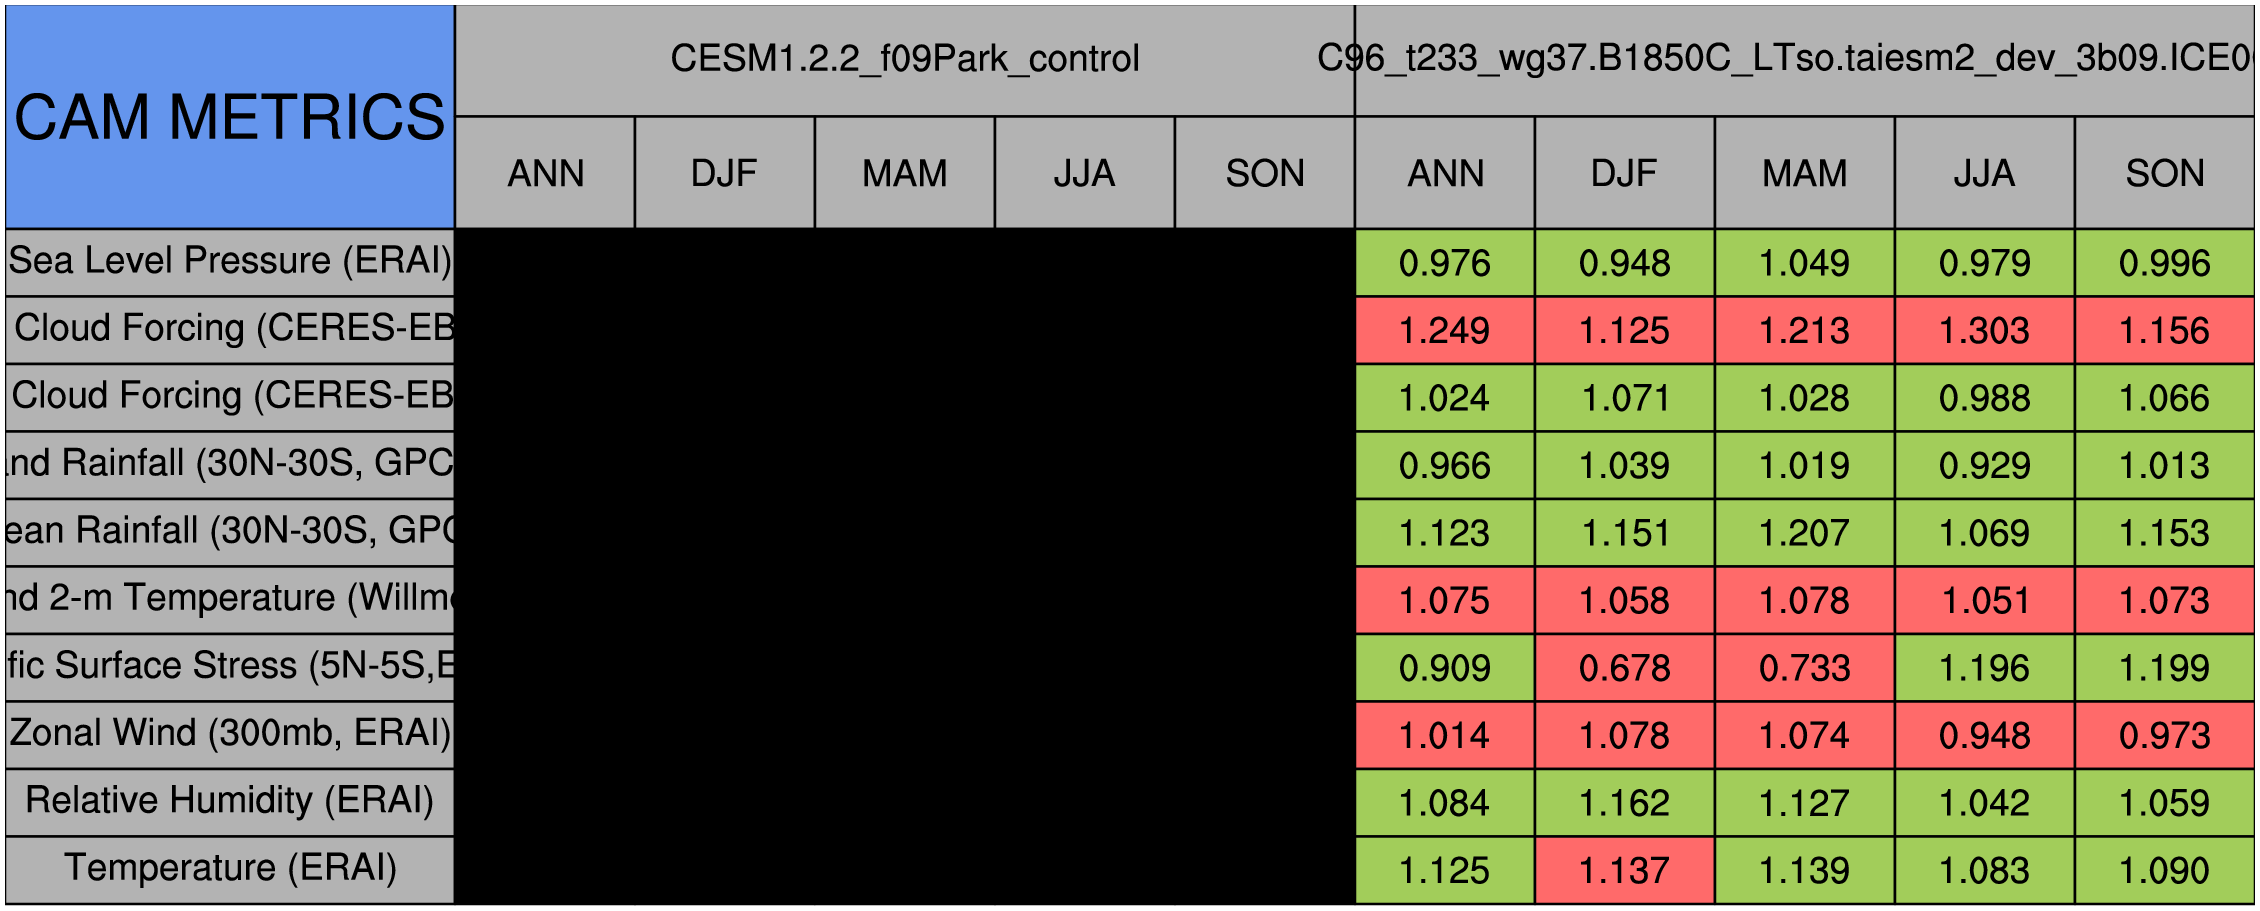 CAM METRICS
CESM1.2.2_f09Park_control
C96_t233_wg37.B1850C_LTso.taiesm2_dev_3b09.ICE0
ANN DJF MAM JJA SON ANN DJF MAM JJA SON
Sea Level Pressure (ERAI) 0.976 0.948 1.049 0.979 0.996
Cloud Forcing (CERES-EB 1.249 1.125 1.213 1.303 1.156
Cloud Forcing (CERES-EB 1.024 1.071 1.028 0.988 1.066
and Rainfall (30N-30S, GPC 0.966 1.039 1.019 0.929 1.013
ean Rainfall (30N-30S, GPC 1.123 1.151 1.207 1.069 1.153
nd 2-m Temperature (Willm 1.075 1.058 1.078 1.051 1.073
fic Surface Stress (5N-5S,E 0.909 0.678 0.733 1.196 1.199
Zonal Wind (300mb, ERAI) 1.014 1.078 1.074 0.948 0.973
Relative Humidity (ERAI) 1.084 1.162 1.127 1.042 1.059
Temperature (ERAI) 1.125 1.137 1.139 1.083 1.090